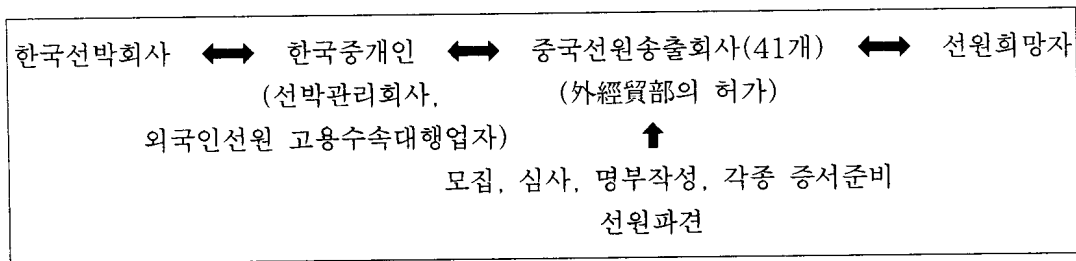 한국선박회사 ⬌ 한국중개인 ⬌ 중국선원송출회사(41개) ⬌ 선원희망자
(선박관리회사, (外經貿部의 허가)
외국인선원 고용수속대행업자)
모집, 심사, 명부작성, 각종 증서준비
선원파견